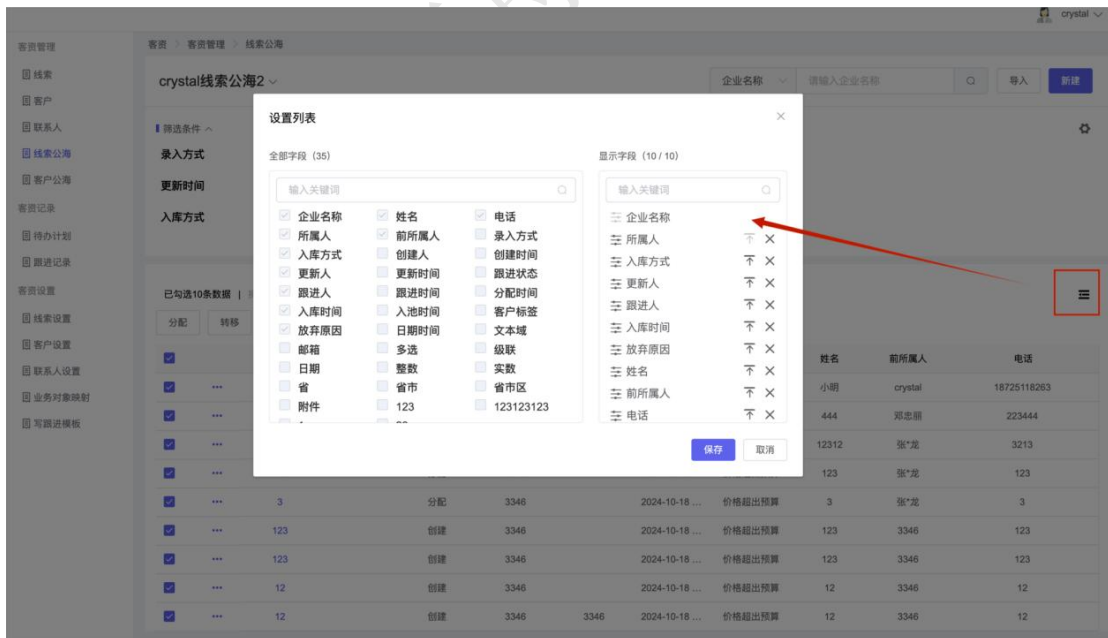 crystal
客资管理
线索
客户
联系人
线索公海
客户公海
客资记录
待办计划
跟进记录
客资设置
线索设置
客户设置
联系人设置
业务对象映射
写跟进模板
客资 > 客资管理 > 线索公海
crystal线索公海2
企业名称 请输入企业名称 导入 新建
筛选条件
录入方式
更新时间
入库方式
已勾选10条数据 |
分配 转移
设置列表
全部字段（35）
输入关键词
企业名称 姓名 电话
所属人 前所属人 录入方式
入库方式 创建人 创建时间
更新人 更新时间 跟进状态
跟进人 跟进时间 分配时间
入库时间 入池时间 客户标签
放弃原因 日期时间 文本域
邮箱 多选 级联
日期 整数 实数
省 省市 省市区
附件 123 123123123
显示字段（10 / 10）
输入关键词
企业名称
所属人
入库方式
更新人
跟进人
入库时间
放弃原因
姓名
前所属人
电话
保存 取消
姓名 前所属人 电话
小明 crystal 18725118263
444 邓忠丽 223444
12312 张*龙 3213
123 张*龙 123
3 分配 3346 2024-10-18 ... 价格超出预算 3 张*龙 3
123 创建 3346 2024-10-18 ... 价格超出预算 123 3346 123
123 创建 3346 2024-10-18 ... 价格超出预算 123 3346 123
12 创建 3346 2024-10-18 ... 价格超出预算 12 3346 12
12 创建 3346 3346 2024-10-18 ... 价格超出预算 12 3346 12